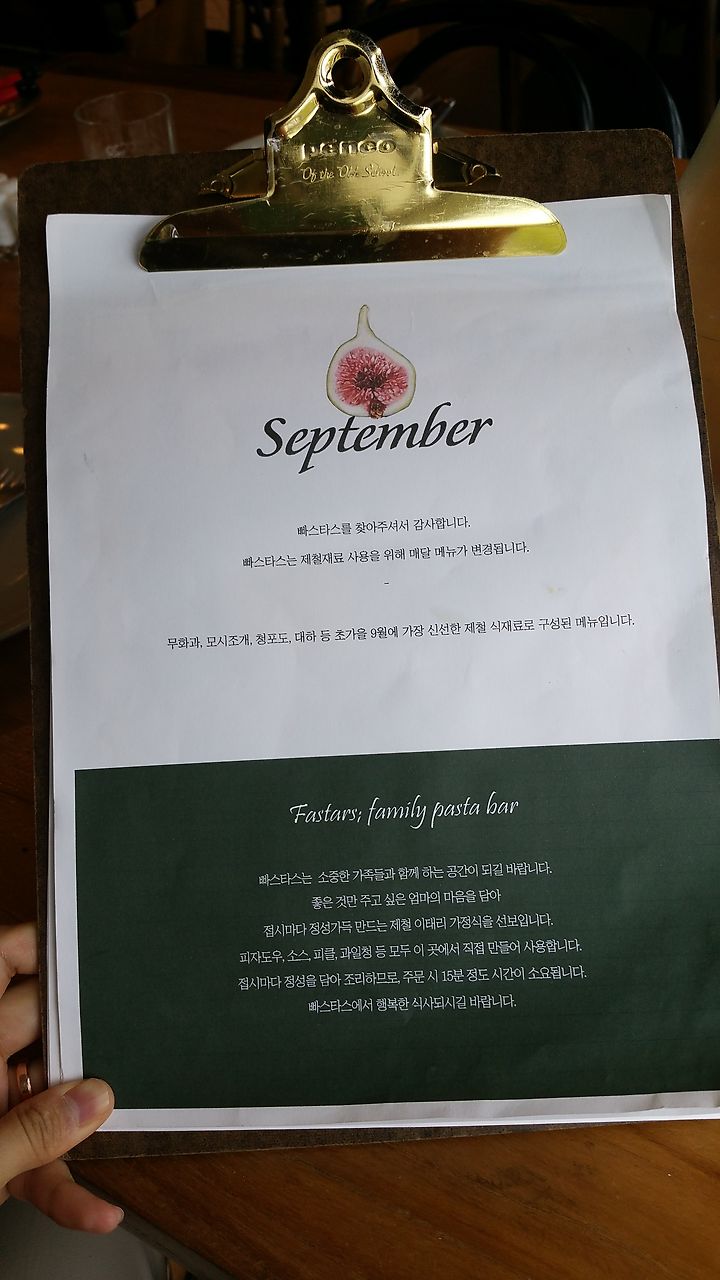 penco
Of the Old School.
September
빠스타스를 찾아주셔서 감사합니다.
빠스타스는 제철재료 사용을 위해 매달 메뉴가 변경됩니다.
-
무화과, 모시조개, 청포도, 대하 등 초가을 9월에 가장 신선한 제철 식재료로 구성된 메뉴입니다.
Fastars; family pasta bar
빠스타스는 소중한 가족들과 함께 하는 공간이 되길 바랍니다.
좋은 것만 주고 싶은 엄마의 마음을 담아
접시마다 정성가득 만드는 제철 이태리 가정식을 선보입니다.
피자도우, 소스, 피클, 과일청 등 모두 이 곳에서 직접 만들어 사용합니다.
접시마다 정성을 담아 조리하므로, 주문 시 15분 정도 시간이 소요됩니다.
빠스타스에서 행복한 식사되시길 바랍니다.